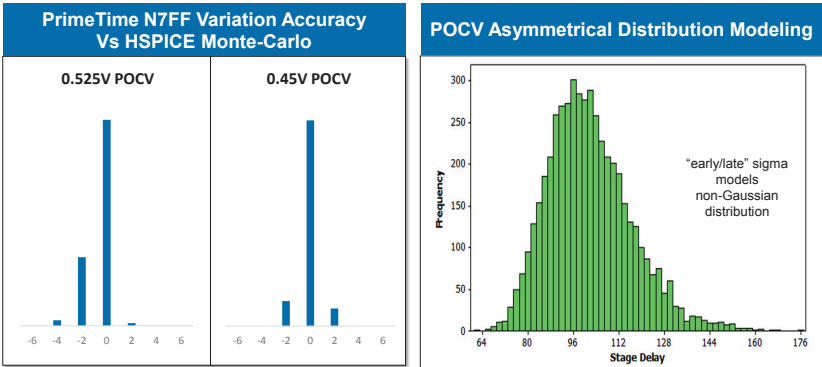 PrimeTime N7FF Variation Accuracy
Vs HSPICE Monte-Carlo
0.525V POCV
-6 -4 -2 0 2 4 6
0.45V POCV
-6 -4 -2 0 2 4 6
POCV Asymmetrical Distribution Modeling
Frequency
300
250
200
150
100
50
0
“early/late” sigma
models
non-Gaussian
distribution
64 80 96 112 128 144 160 176
Stage Delay